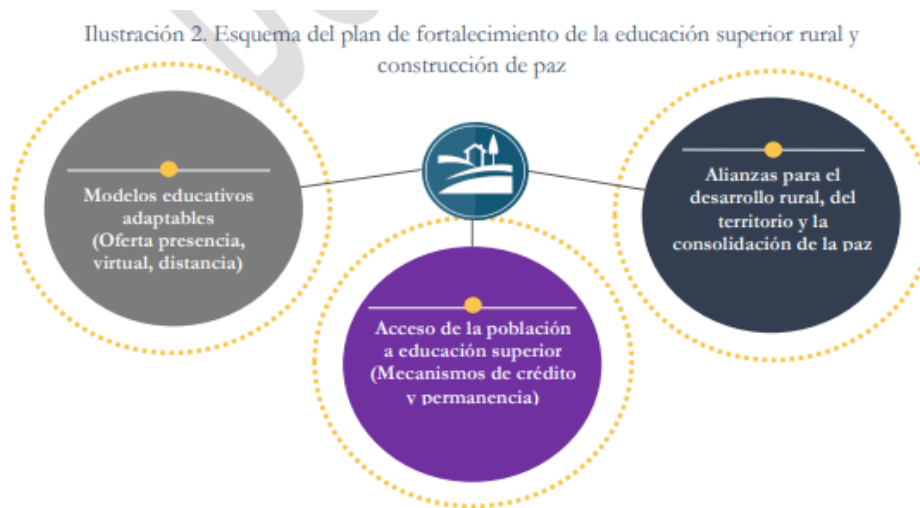 Ilustración 2. Esquema del plan de fortalecimiento de la educación superior rural y
construcción de paz
Modelos educativos
adaptables
(Oferta presencia,
virtual, distancia)
Acceso de la población
a educación superior
(Mecanismos de crédito
y permanencia)
Alianzas para el
desarrollo rural, del
territorio y la
consolidación de la paz